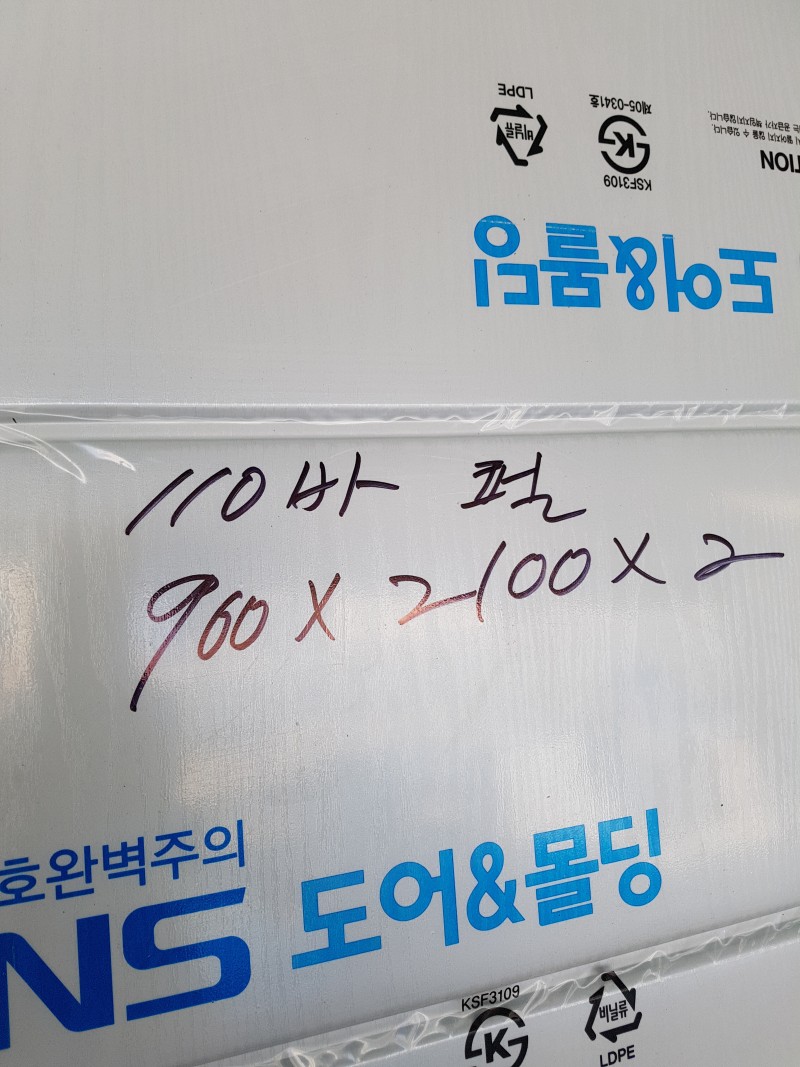 LDPE
비닐류
제05-0341호
KSF3109
TION
도어&몰딩
110바 펄
900 X 2100 X 2
호완벽주의
NS 도어&몰딩
KSF3109
비닐류
LDPE